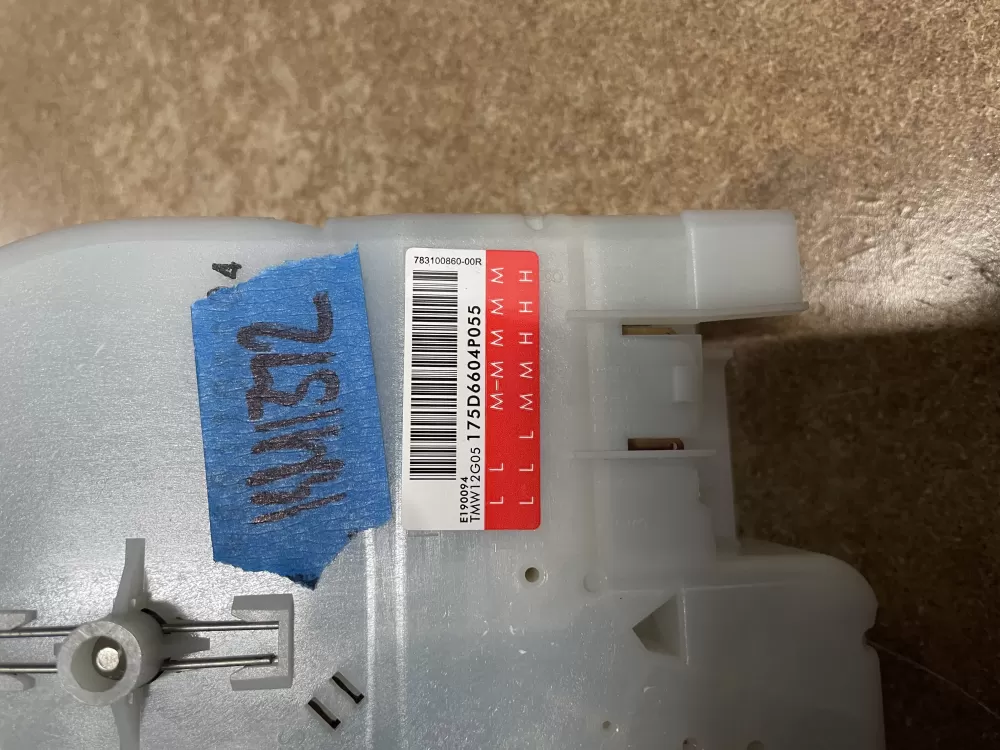 783100860-00R
E190094
TMW12G05 175D6604P055
L L M–M M M M
L L L M M H H H